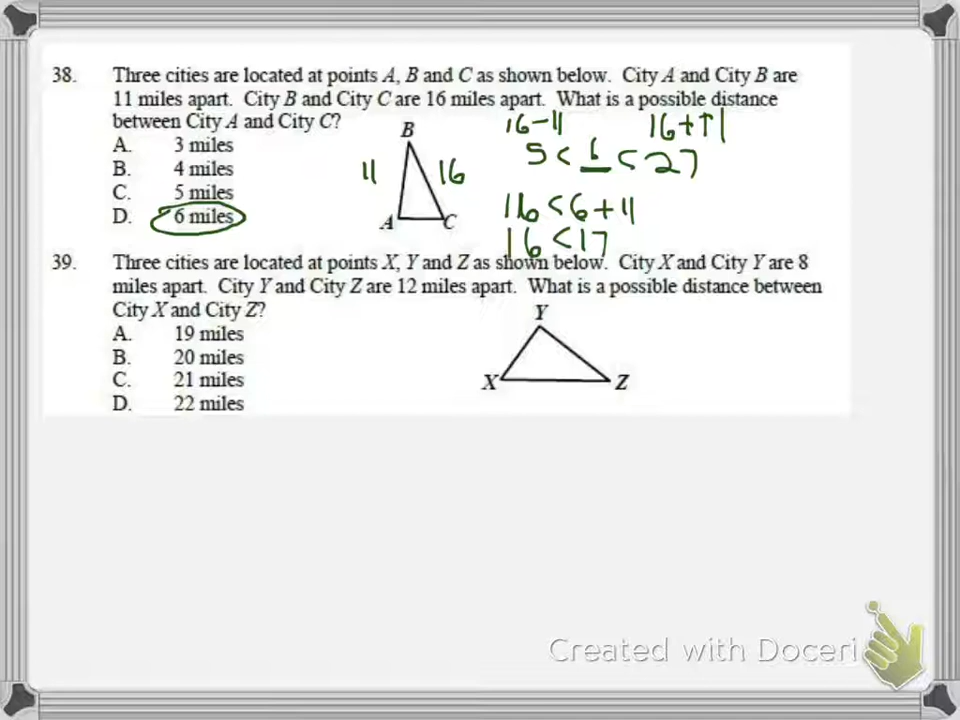 38. Three cities are located at points A, B and C as shown below. City A and City B are
11 miles apart. City B and City C are 16 miles apart. What is a possible distance
between City A and City C?
A. 3 miles
B. 4 miles
C. 5 miles
D. 6 miles
B
11 16
A C
16-11 16+11
5 < 6 < 27
16 < 6 + 11
16 < 17
39. Three cities are located at points X, Y and Z as shown below. City X and City Y are 8
miles apart. City Y and City Z are 12 miles apart. What is a possible distance between
City X and City Z?
A. 19 miles
B. 20 miles
C. 21 miles
D. 22 miles
Y
X Z
Created with Doceri